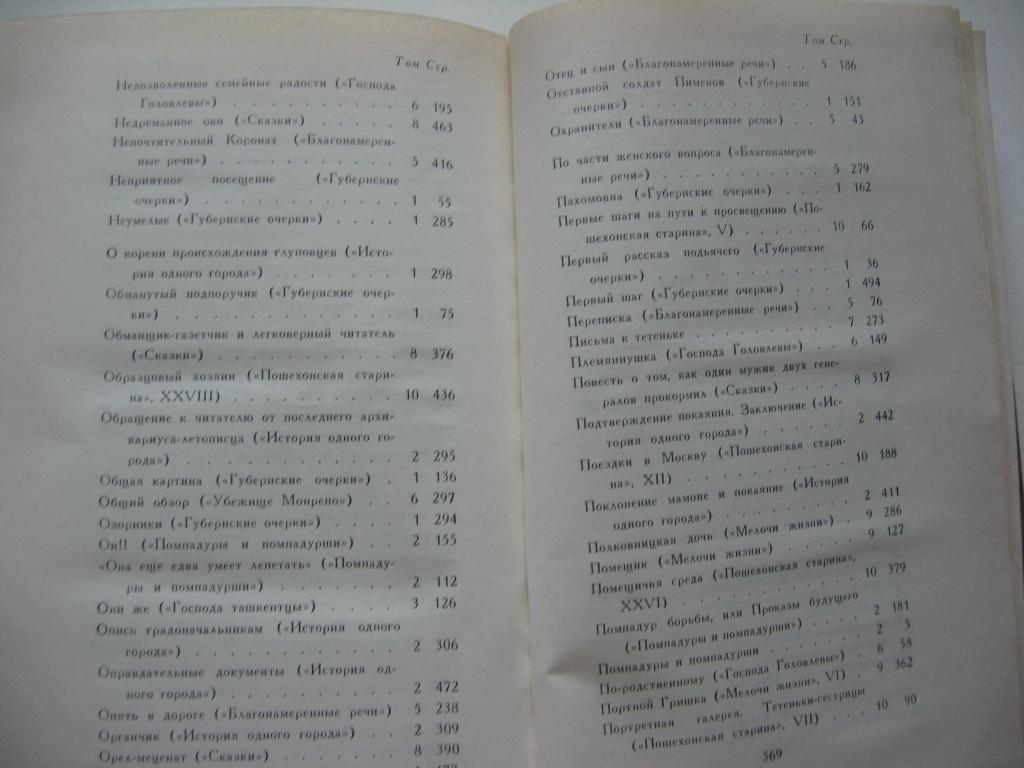 Том Стр.
Недозволенные семейные радости («Господа
Головлевы») . . . . . . . . . . 6 195
Недреманное око («Сказки») . . . . . 8 463
Непочтительный Коронат («Благонамерен-
ные речи») . . . . . . . . . . . 5 416
Неприятное посещение («Губернские
очерки») . . . . . . . . . . . . 1 55
Неумелые («Губернские очерки») . . . . 1 285
О корени происхождения глуповцев («Исто-
рия одного города») . . . . . . . 1 298
Обманутый подпоручик («Губернские очер-
ки») . . . . . . . . . . . . . 1 75
Обманщик-газетчик и легковерный читатель
(«Сказки») . . . . . . . . . . . 8 376
Образцовый хозяин («Пошехонская стари-
на», XXVIII) . . . . . . . . . . 10 436
Обращение к читателю от последнего архи-
вариуса-летописца («История одного го-
рода») . . . . . . . . . . . . 2 295
Общая картина («Губернские очерки») . 1 136
Общий обзор («Убежище Монрепо») . . 6 297
Озорники («Губернские очерки») . . . . 1 294
Он!! («Помпадуры и помпадурши») . . 2 155
«Она еще едва умеет лепетать» («Помпаду-
ры и помпадурши») . . . . . . . 2 112
Они же («Господа ташкентцы») . . . . 3 126
Опись градоначальникам («История одного
города») . . . . . . . . . . . . 2 306
Оправдательные документы («История од-
ного города») . . . . . . . . . . 2 472
Опять в дороге («Благонамеренные речи») 5 238
Органчик («История одного города») . . 2 309
Орел-меценат («Сказки») . . . . . . 8 390
Том Стр.
Отец и сын («Благонамеренные речи») . . 5 186
Отставной солдат Пименов («Губернские
очерки») . . . . . . . . . . . . 1 151
Охранители («Благонамеренные речи») . . 5 43
По части женского вопроса («Благонамерен-
ные речи») . . . . . . . . . . . 5 279
Пахомовна («Губернские очерки») . . . 1 162
Первые шаги на пути к просвещению («По-
шехонская старина», V) . . . . . . 10 66
Первый рассказ подьячего («Губернские
очерки») . . . . . . . . . . . 1 36
Первый шаг («Губернские очерки») . . . 1 494
Переписка («Благонамеренные речи») . . 5 76
Письма к тетеньке . . . . . . . . . . 7 273
Племяннушка («Господа Головлевы») . . 6 149
Повесть о том, как один мужик двух гене-
ралов прокормил («Сказки») . . . . 8 317
Подтверждение покаяния. Заключение («Ис-
тория одного города») . . . . . . 2 442
Поездки в Москву («Пошехонская стари-
на», XII) . . . . . . . . . . . 10 188
Поклонение мамоне и покаяние («История
одного города») . . . . . . . . 2 411
Полковницкая дочь («Мелочи жизни») . 9 286
Помещик («Мелочи жизни») . . . . . 9 127
Помещичья среда («Пошехонская старина»,
XXVI) . . . . . . . . . . . . 10 379
Помпадур борьбы, или Проказы будущего
(«Помпадуры и помпадурши») . . . 2 181
Помпадуры и помпадурши . . . . . . 2 5
По-родственному («Господа Головлевы») . 6 58
Портной Гришка («Мелочи жизни», VI) . 9 362
Портретная галерея. Тетеньки-сестрицы
(«Пошехонская старина», VII) . . . 10 90
569